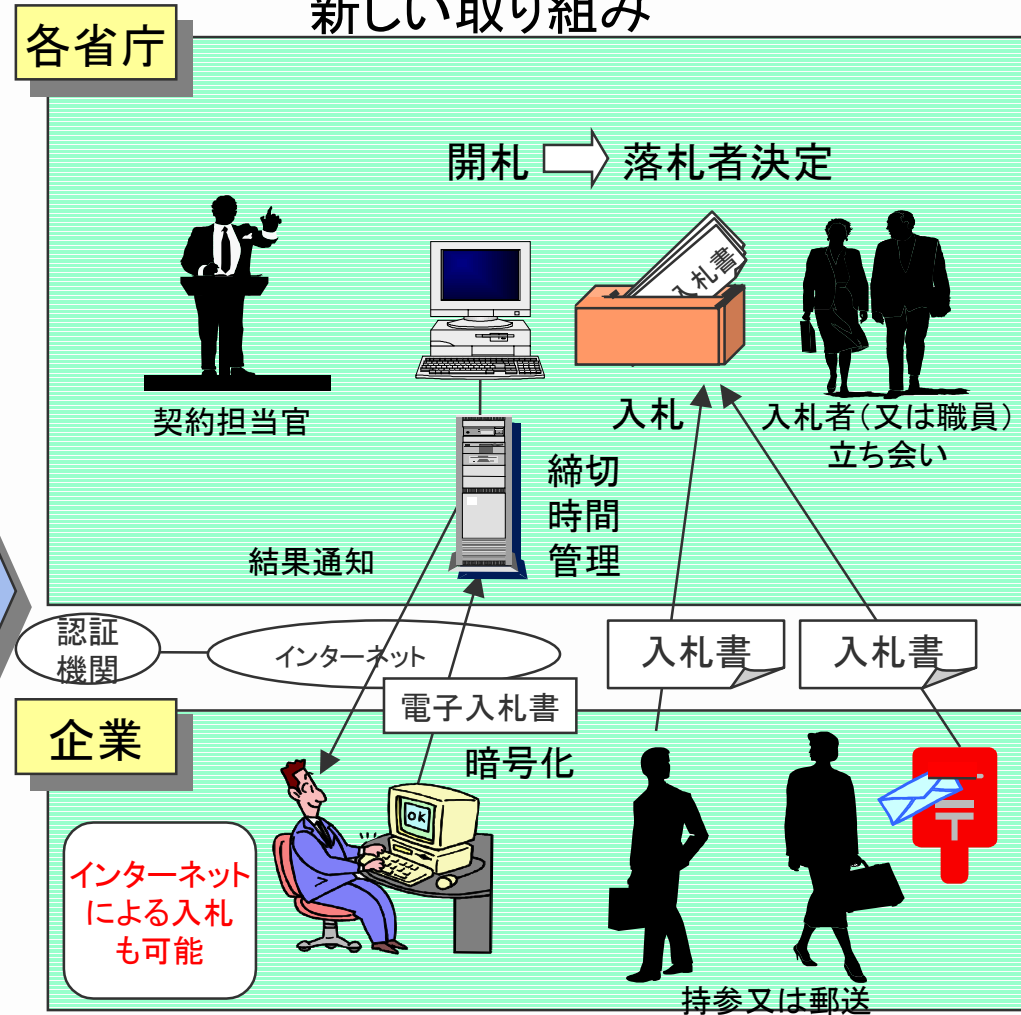 新しい取り組み
各省庁
開札
落札者決定
入札書
契約担当官
入札
入札者（又は職員）
立ち会い
締切
時間
管理
結果通知
認証
機関
インターネット
入札書
入札書
電子入札書
企業
暗号化
OK
インターネット
による入札
も可能
〒
持参又は郵送